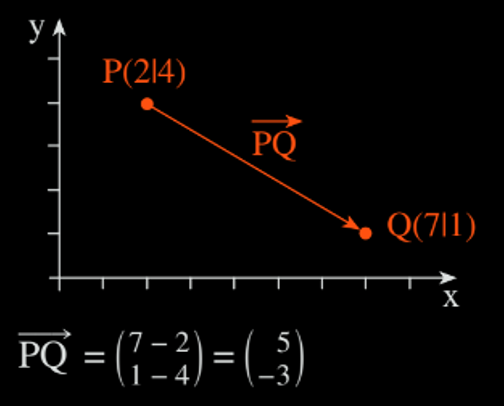 y
P(2|4)
PQ
Q(7|1)
x
PQ = (7 − 2) = (5)
(1 − 4) (−3)